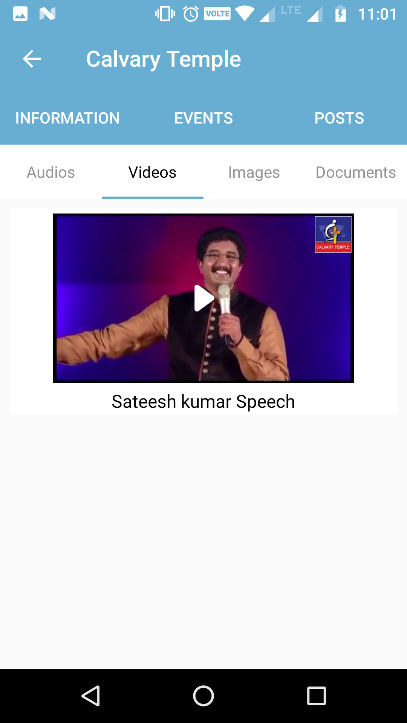 VOLTE LTE 11:01
Calvary Temple
INFORMATION EVENTS POSTS
Audios Videos Images Documents
CALVARY TEMPLE
Sateesh kumar Speech